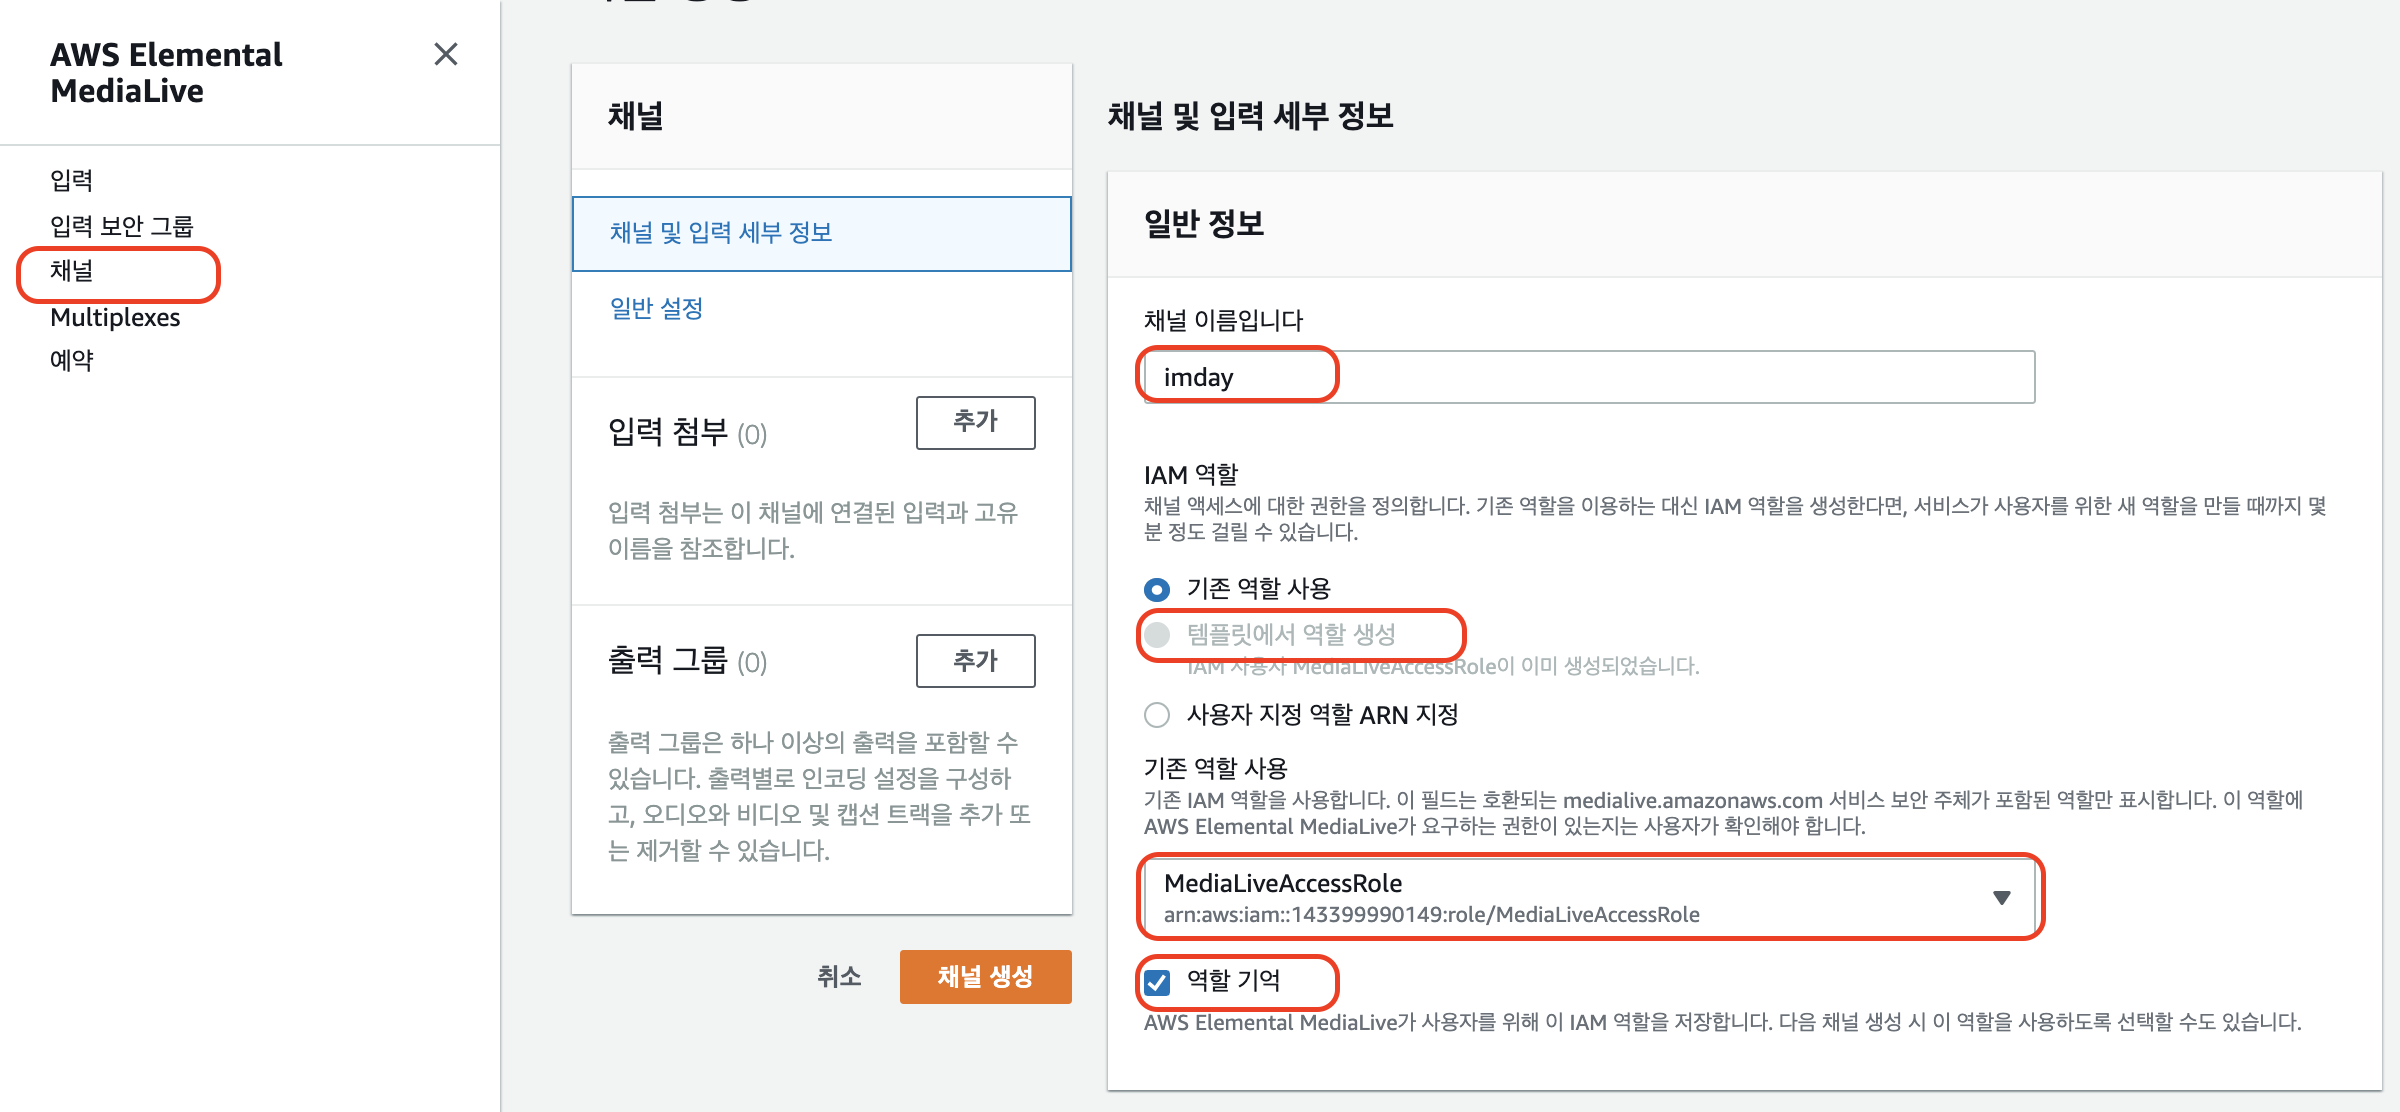 AWS Elemental
MediaLive
입력
입력 보안 그룹
채널
Multiplexes
예약
채널
채널 및 입력 세부 정보
일반 설정
입력 첨부 (0)
추가
입력 첨부는 이 채널에 연결된 입력과 고유
이름을 참조합니다.
출력 그룹 (0)
추가
출력 그룹은 하나 이상의 출력을 포함할 수
있습니다. 출력별로 인코딩 설정을 구성하
고, 오디오와 비디오 및 캡션 트랙을 추가 또
는 제거할 수 있습니다.
취소
채널 생성
채널 및 입력 세부 정보
일반 정보
채널 이름입니다
imday
IAM 역할
채널 액세스에 대한 권한을 정의합니다. 기존 역할을 이용하는 대신 IAM 역할을 생성한다면, 서비스가 사용자를 위한 새 역할을 만들 때까지 몇
분 정도 걸릴 수 있습니다.
기존 역할 사용
템플릿에서 역할 생성
IAM 사용자 MediaLiveAccessRole이 이미 생성되었습니다.
사용자 지정 역할 ARN 지정
기존 역할 사용
기존 IAM 역할을 사용합니다. 이 필드는 호환되는 medialive.amazonaws.com 서비스 보안 주체가 포함된 역할만 표시합니다. 이 역할에
AWS Elemental MediaLive가 요구하는 권한이 있는지는 사용자가 확인해야 합니다.
MediaLiveAccessRole
arn:aws:iam::143399990149:role/MediaLiveAccessRole
역할 기억
AWS Elemental MediaLive가 사용자를 위해 이 IAM 역할을 저장합니다. 다음 채널 생성 시 이 역할을 사용하도록 선택할 수도 있습니다.